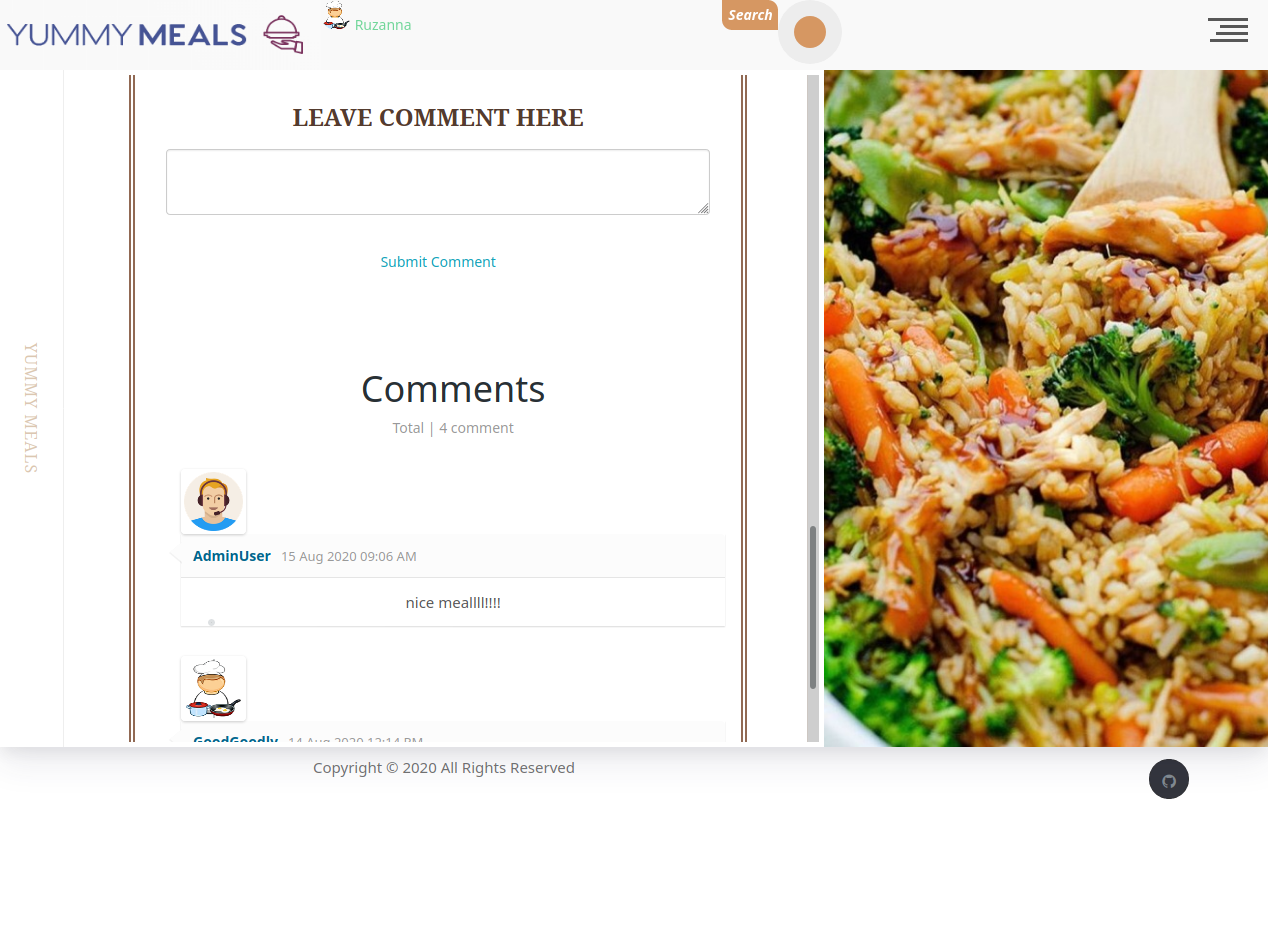 YUMMY MEALS
Ruzanna
Search
YUMMY MEALS
LEAVE COMMENT HERE
Submit Comment
Comments
Total | 4 comment
AdminUser 15 Aug 2020 09:06 AM
nice meallll!!!!
GoodGoodly 14 Aug 2020 12:14 PM
Copyright © 2020 All Rights Reserved